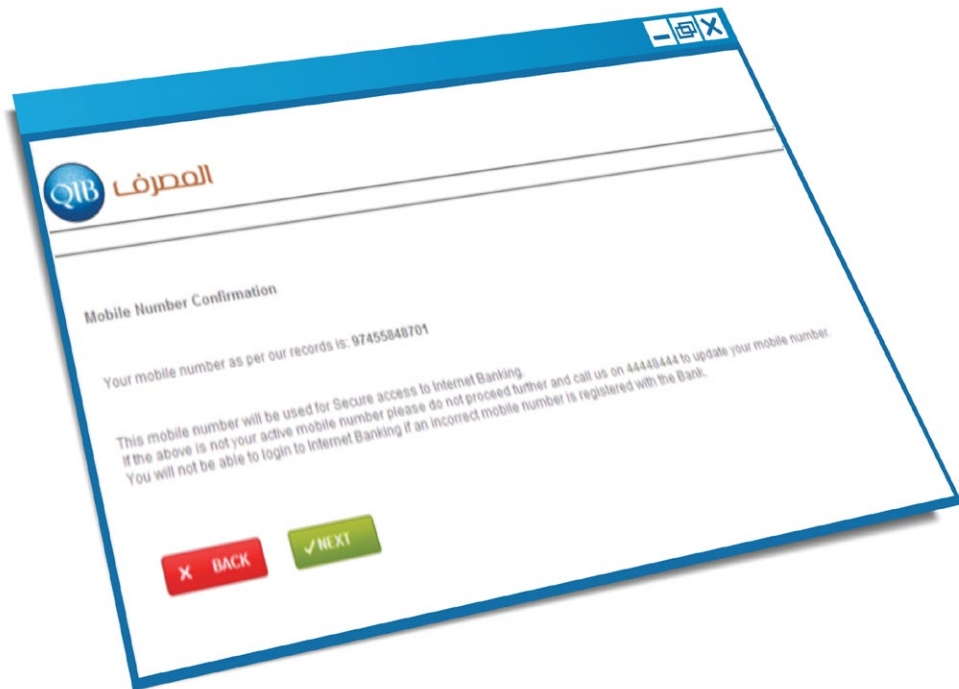 QIB المصرف
Mobile Number Confirmation
Your mobile number as per our records is: 97455848701
This mobile number will be used for Secure access to Internet Banking.
If the above is not your active mobile number please do not proceed further and call us on 44448444 to update your mobile number.
You will not be able to login to Internet Banking if an incorrect mobile number is registered with the Bank.
X BACK
✓ NEXT